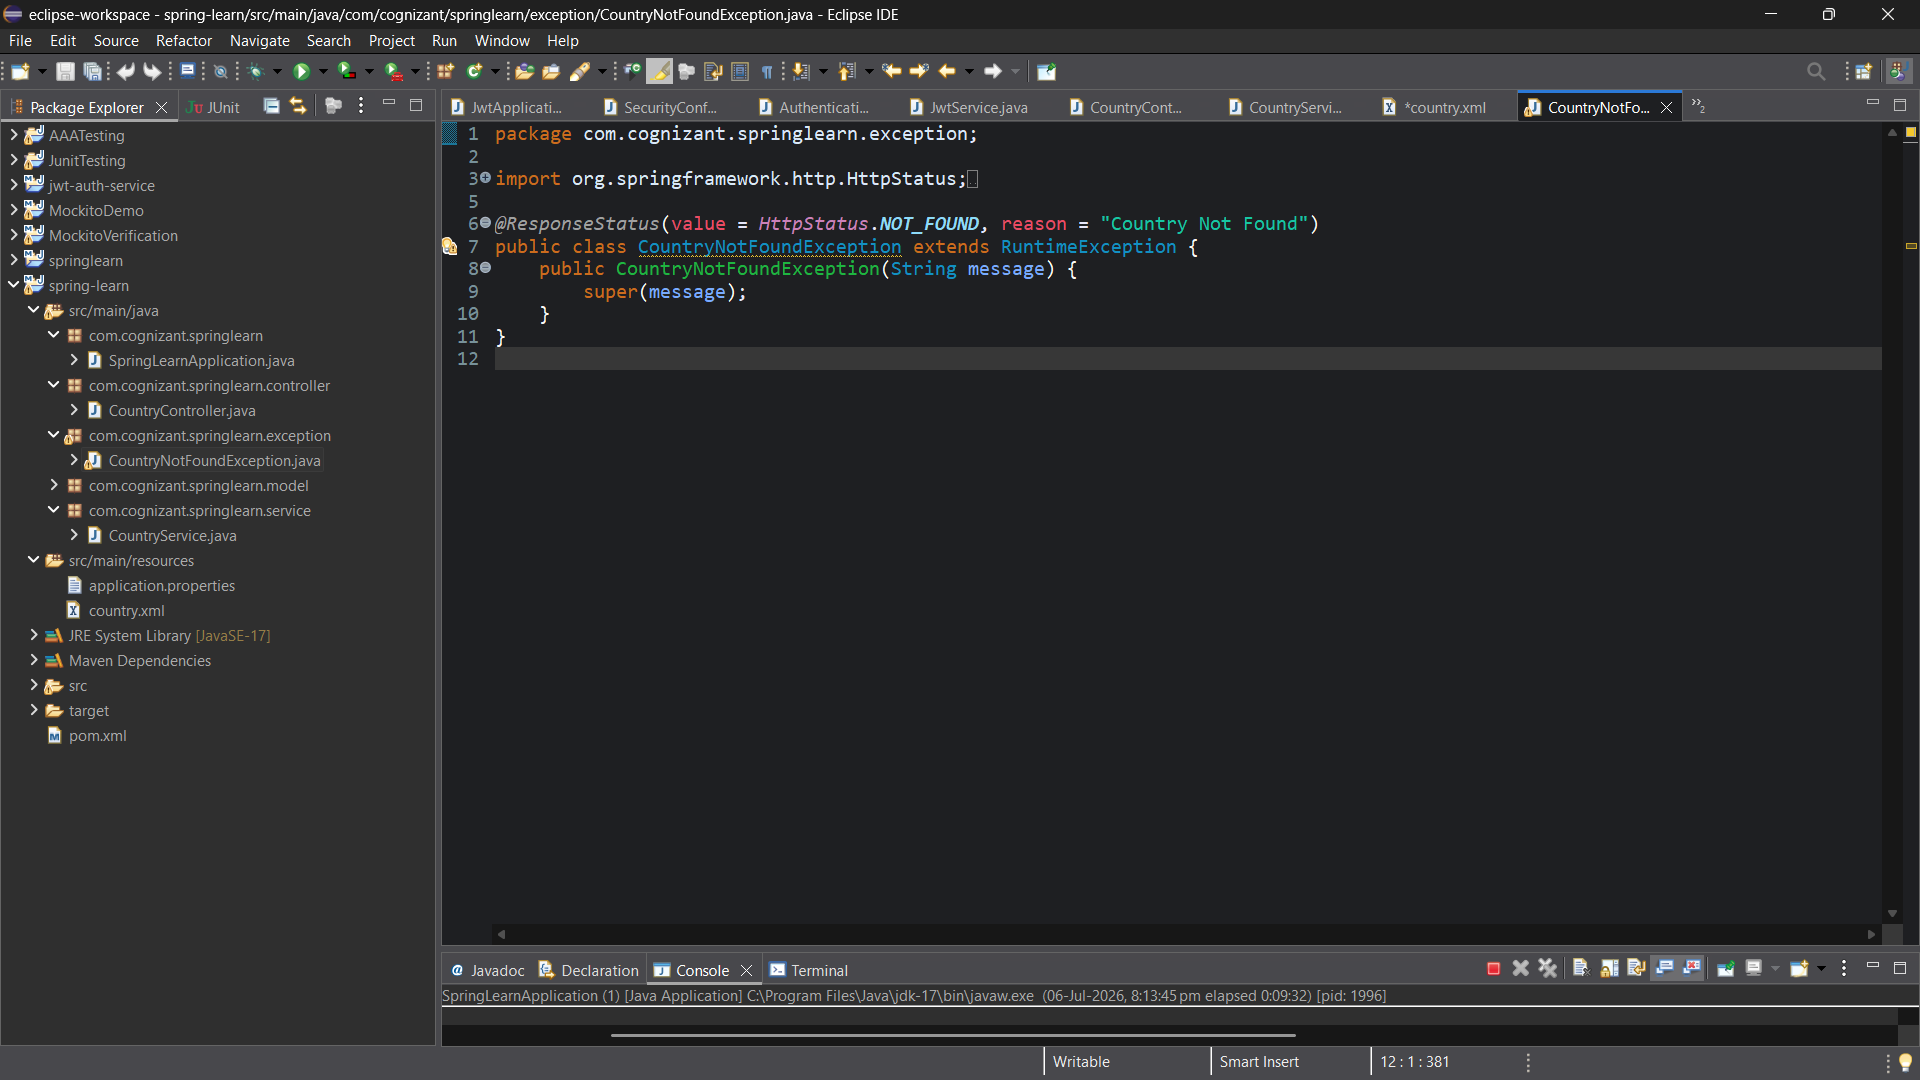 eclipse-workspace - spring-learn/src/main/java/com/cognizant/springlearn/exception/CountryNotFoundException.java - Eclipse IDE
File Edit Source Refactor Navigate Search Project Run Window Help
Package Explorer JUnit
AAATesting
JunitTesting
jwt-auth-service
MockitoDemo
MockitoVerification
springlearn
spring-learn
src/main/java
com.cognizant.springlearn
SpringLearnApplication.java
com.cognizant.springlearn.controller
CountryController.java
com.cognizant.springlearn.exception
CountryNotFoundException.java
com.cognizant.springlearn.model
com.cognizant.springlearn.service
CountryService.java
src/main/resources
application.properties
country.xml
JRE System Library [JavaSE-17]
Maven Dependencies
src
target
pom.xml
JwtApplicati... SecurityConf... Authenticati... JwtService.java CountryCont... CountryServi... *country.xml CountryNotFo... »2
1 package com.cognizant.springlearn.exception;
2
3 import org.springframework.http.HttpStatus;
5
6 @ResponseStatus(value = HttpStatus.NOT_FOUND, reason = "Country Not Found")
7 public class CountryNotFoundException extends RuntimeException {
8 public CountryNotFoundException(String message) {
9 super(message);
10 }
11 }
12
@ Javadoc Declaration Console Terminal
SpringLearnApplication (1) [Java Application] C:\Program Files\Java\jdk-17\bin\javaw.exe (06-Jul-2026, 8:13:45 pm elapsed 0:09:32) [pid: 1996]
Writable Smart Insert 12 : 1 : 381